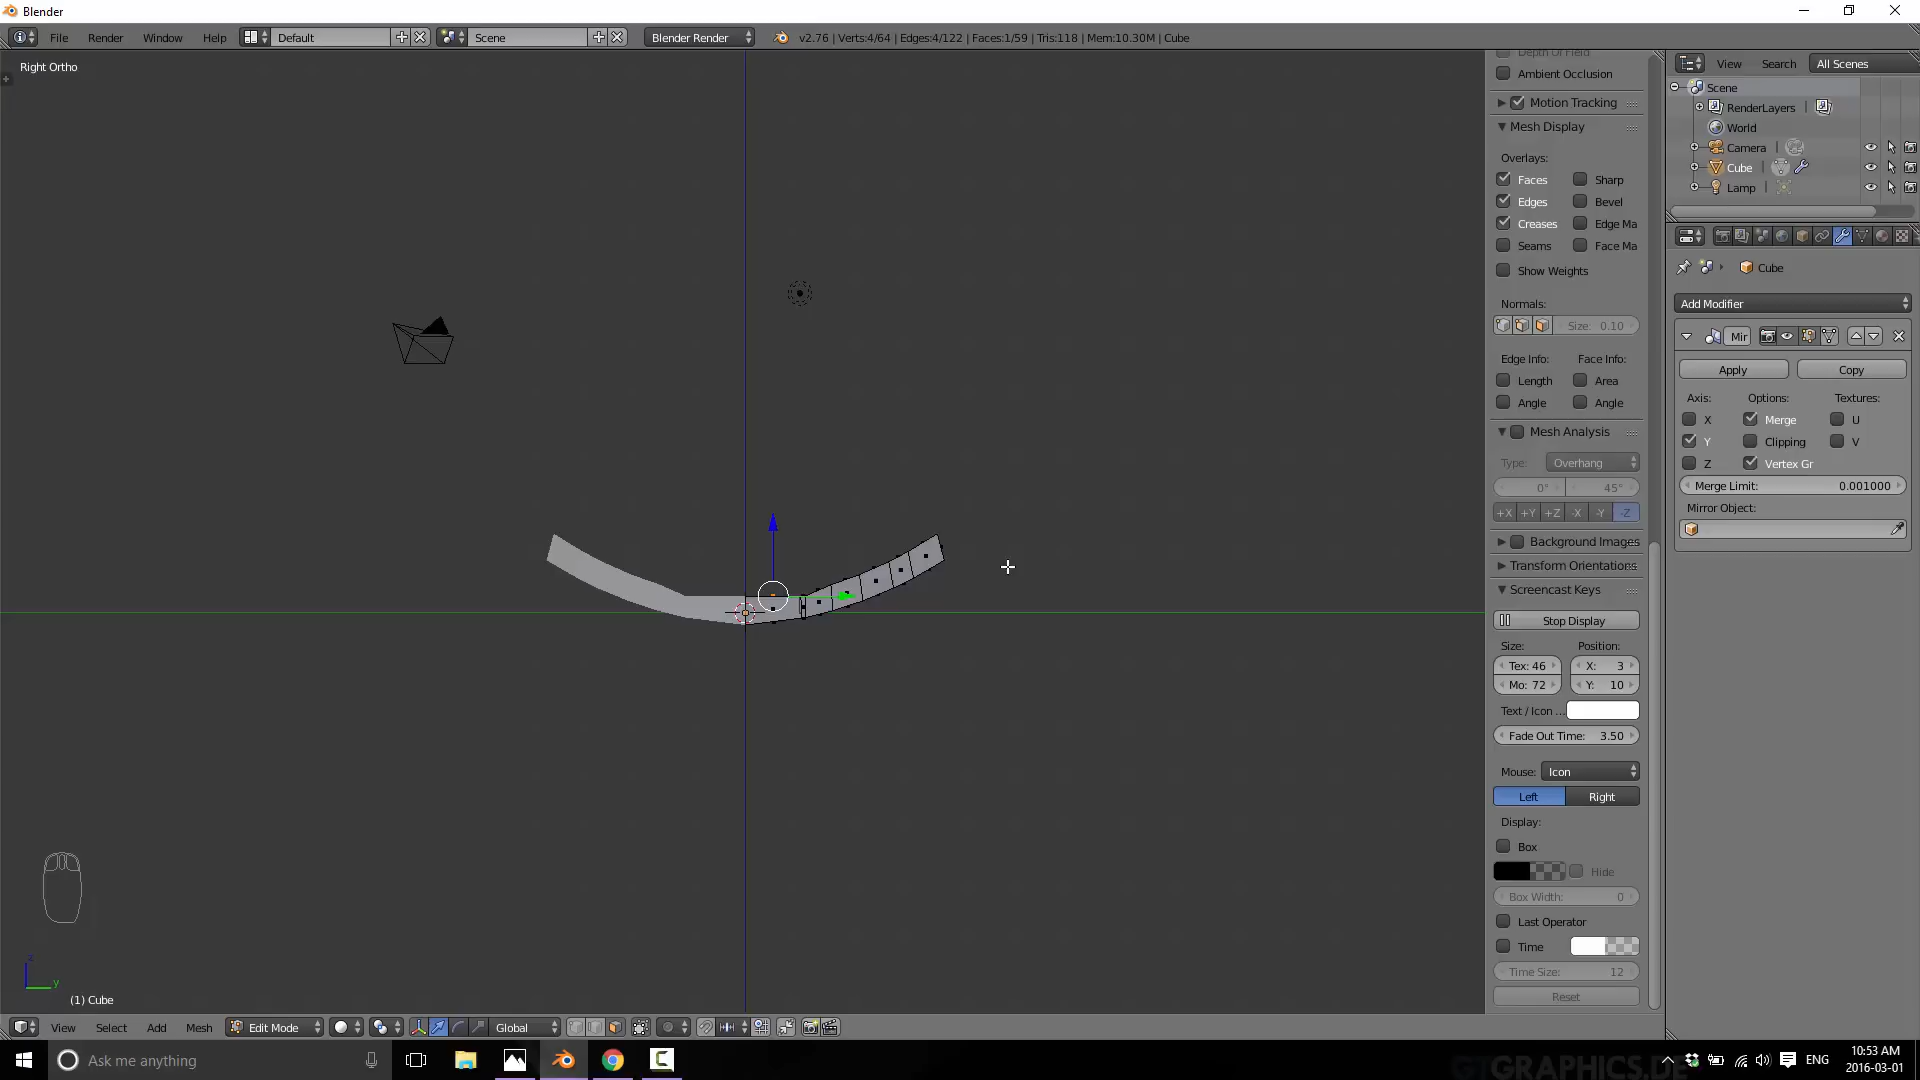 Blender
File Render Window Help Default Scene Blender Render v2.76 | Verts:4/64 | Edges:4/122 | Faces:1/59 | Tris:118 | Mem:10.30M | Cube
Right Ortho
Depth Of Field
Ambient Occlusion
Motion Tracking
Mesh Display
Overlays:
Faces Sharp
Edges Bevel
Creases Edge Ma
Seams Face Ma
Show Weights
Normals:
Size: 0.10
Edge Info: Face Info:
Length Area
Angle Angle
Mesh Analysis
Type: Overhang
0° 45°
+X +Y +Z -X -Y -Z
Background Images
Transform Orientations
Screencast Keys
Stop Display
Size: Position:
Tex: 46 X: 3
Mo: 72 Y: 10
Text / Icon ...
Fade Out Time: 3.50
Mouse: Icon
Left Right
Display:
Box
Hide
Box Width: 0
Last Operator
Time
Time Size: 12
Reset
View Search All Scenes
Scene
RenderLayers
World
Camera
Cube
Lamp
Cube
Add Modifier
Mir
Apply Copy
Axis: Options: Textures:
X Merge U
Y Clipping V
Z Vertex Gr
Merge Limit: 0.001000
Mirror Object:
z
y
(1) Cube
View Select Add Mesh Edit Mode Global
Ask me anything
GTGRAPHICS.DE
ENG
10:53 AM
2016-03-01